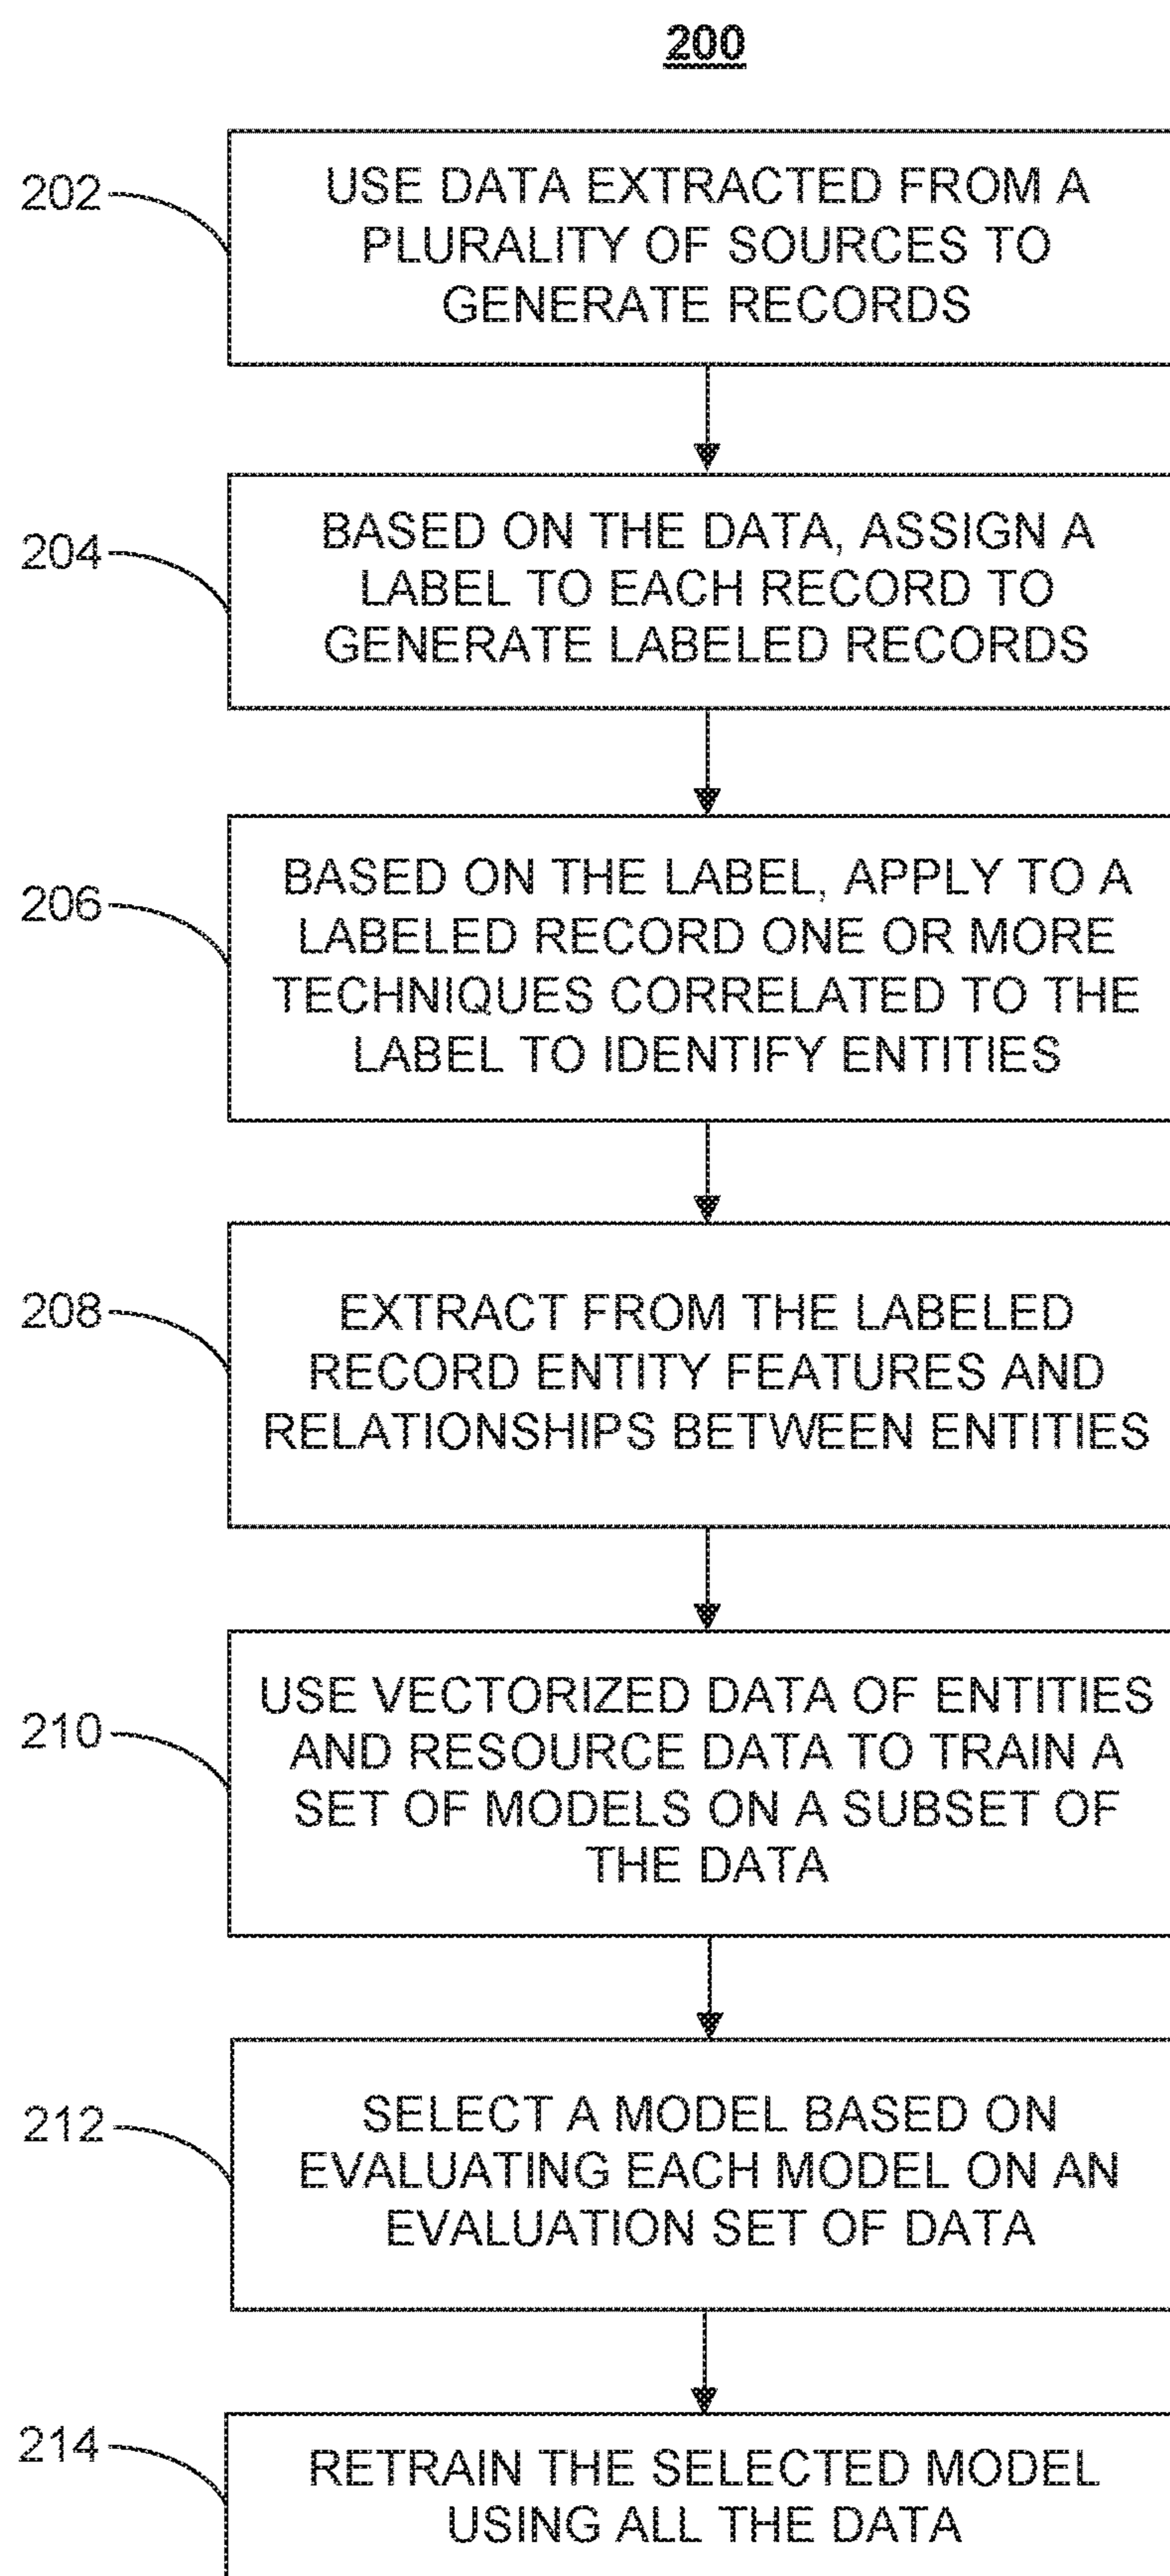 200
202
USE DATA EXTRACTED FROM A
PLURALITY OF SOURCES TO
GENERATE RECORDS
204
BASED ON THE DATA, ASSIGN A
LABEL TO EACH RECORD TO
GENERATE LABELED RECORDS
206
BASED ON THE LABEL, APPLY TO A
LABELED RECORD ONE OR MORE
TECHNIQUES CORRELATED TO THE
LABEL TO IDENTIFY ENTITIES
208
EXTRACT FROM THE LABELED
RECORD ENTITY FEATURES AND
RELATIONSHIPS BETWEEN ENTITIES
210
USE VECTORIZED DATA OF ENTITIES
AND RESOURCE DATA TO TRAIN A
SET OF MODELS ON A SUBSET OF
THE DATA
212
SELECT A MODEL BASED ON
EVALUATING EACH MODEL ON AN
EVALUATION SET OF DATA
214
RETRAIN THE SELECTED MODEL
USING ALL THE DATA